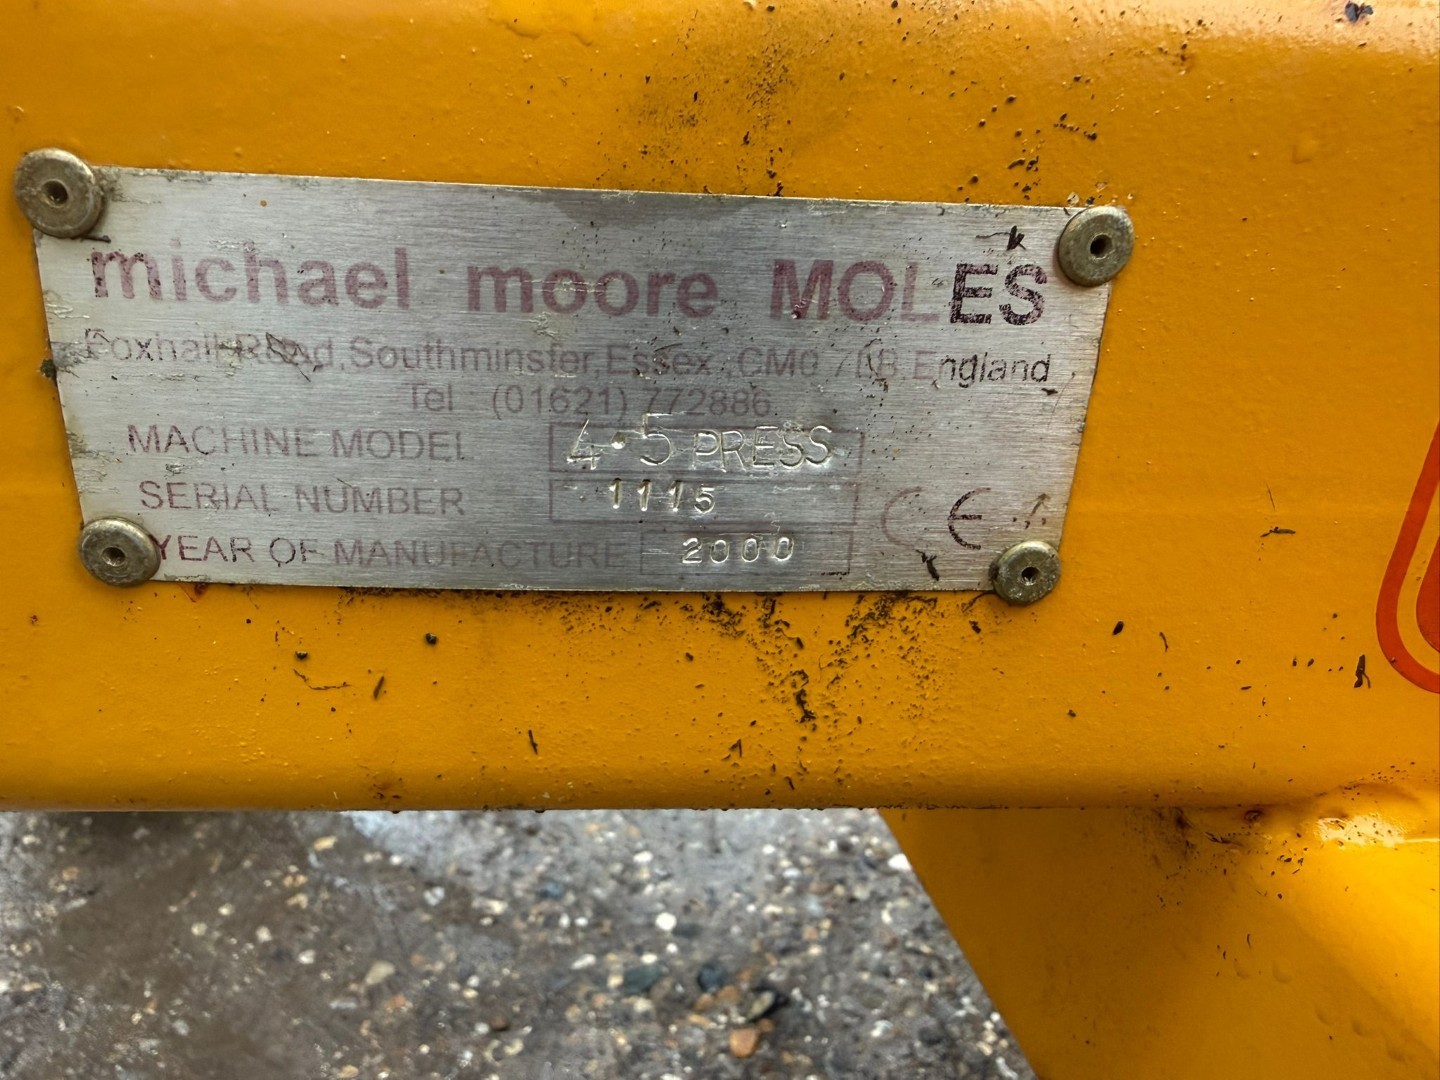 michael moore MOLES
Foxhall Road,Southminster,Essex ,CM0 England
Tel : (01621) 772886
MACHINE MODEL 4·5 PRESS
SERIAL NUMBER 1115
YEAR OF MANUFACTURE 2000 CE